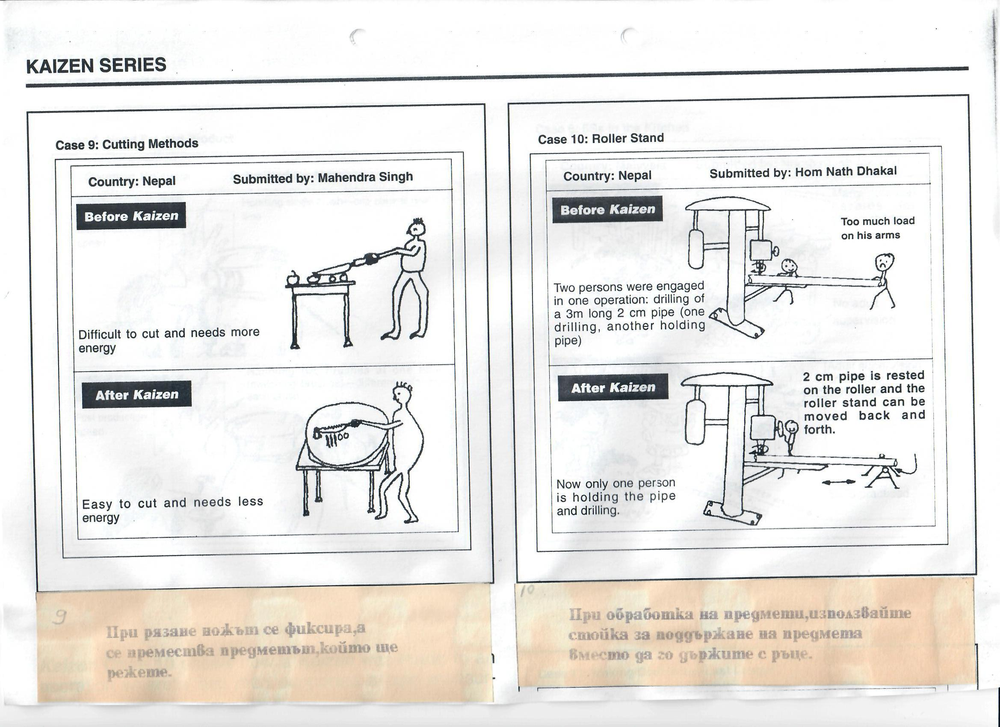 KAIZEN SERIES
Case 9: Cutting Methods
Country: Nepal Submitted by: Mahendra Singh
Before Kaizen
Difficult to cut and needs more
energy
After Kaizen
Easy to cut and needs less
energy
9
При рязане ножът се фиксира,а
се премества предметът,който ще
режете.
Case 10: Roller Stand
Country: Nepal Submitted by: Hom Nath Dhakal
Before Kaizen
Too much load
on his arms
Two persons were engaged
in one operation: drilling of
a 3m long 2 cm pipe (one
drilling, another holding
pipe)
After Kaizen
2 cm pipe is rested
on the roller and the
roller stand can be
moved back and
forth.
Now only one person
is holding the pipe
and drilling.
10
При обработка на предмети,използвайте
стойка за поддържане на предмета
вместо да го държите с ръце.